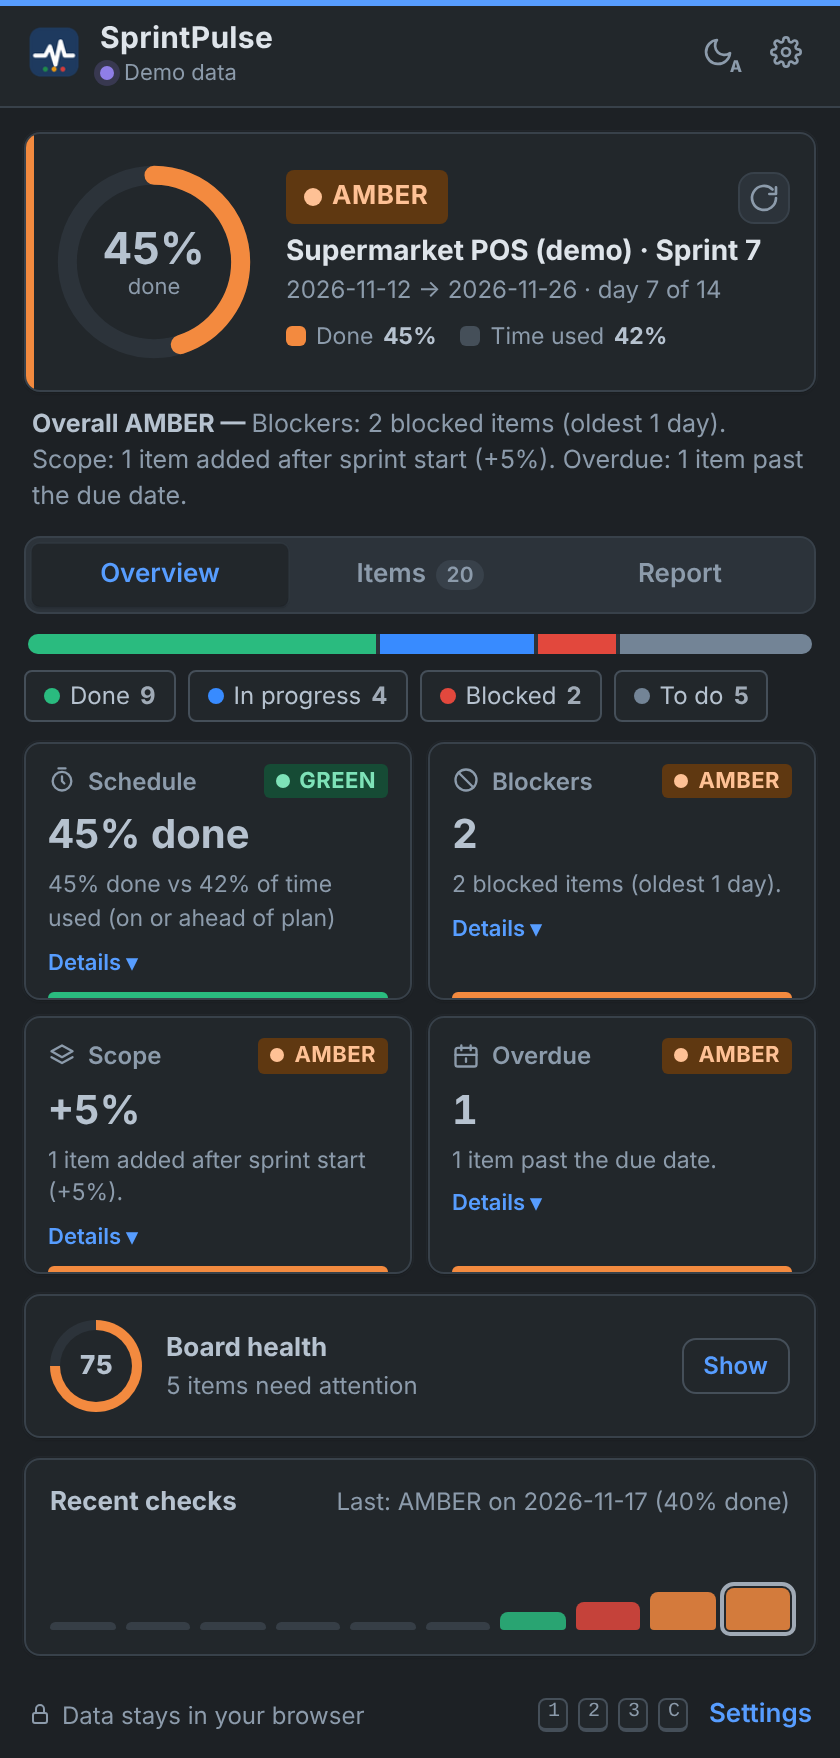 SprintPulse
Demo data
A
45%
done
AMBER
Supermarket POS (demo) · Sprint 7
2026-11-12 → 2026-11-26 · day 7 of 14
Done 45% Time used 42%
Overall AMBER — Blockers: 2 blocked items (oldest 1 day).
Scope: 1 item added after sprint start (+5%). Overdue: 1 item past
the due date.
Overview Items 20 Report
Done 9 In progress 4 Blocked 2 To do 5
Schedule GREEN
45% done
45% done vs 42% of time
used (on or ahead of plan)
Details ▾
Blockers AMBER
2
2 blocked items (oldest 1 day).
Details ▾
Scope AMBER
+5%
1 item added after sprint start
(+5%).
Details ▾
Overdue AMBER
1
1 item past the due date.
Details ▾
75
Board health
5 items need attention
Show
Recent checks Last: AMBER on 2026-11-17 (40% done)
Data stays in your browser 1 2 3 C Settings